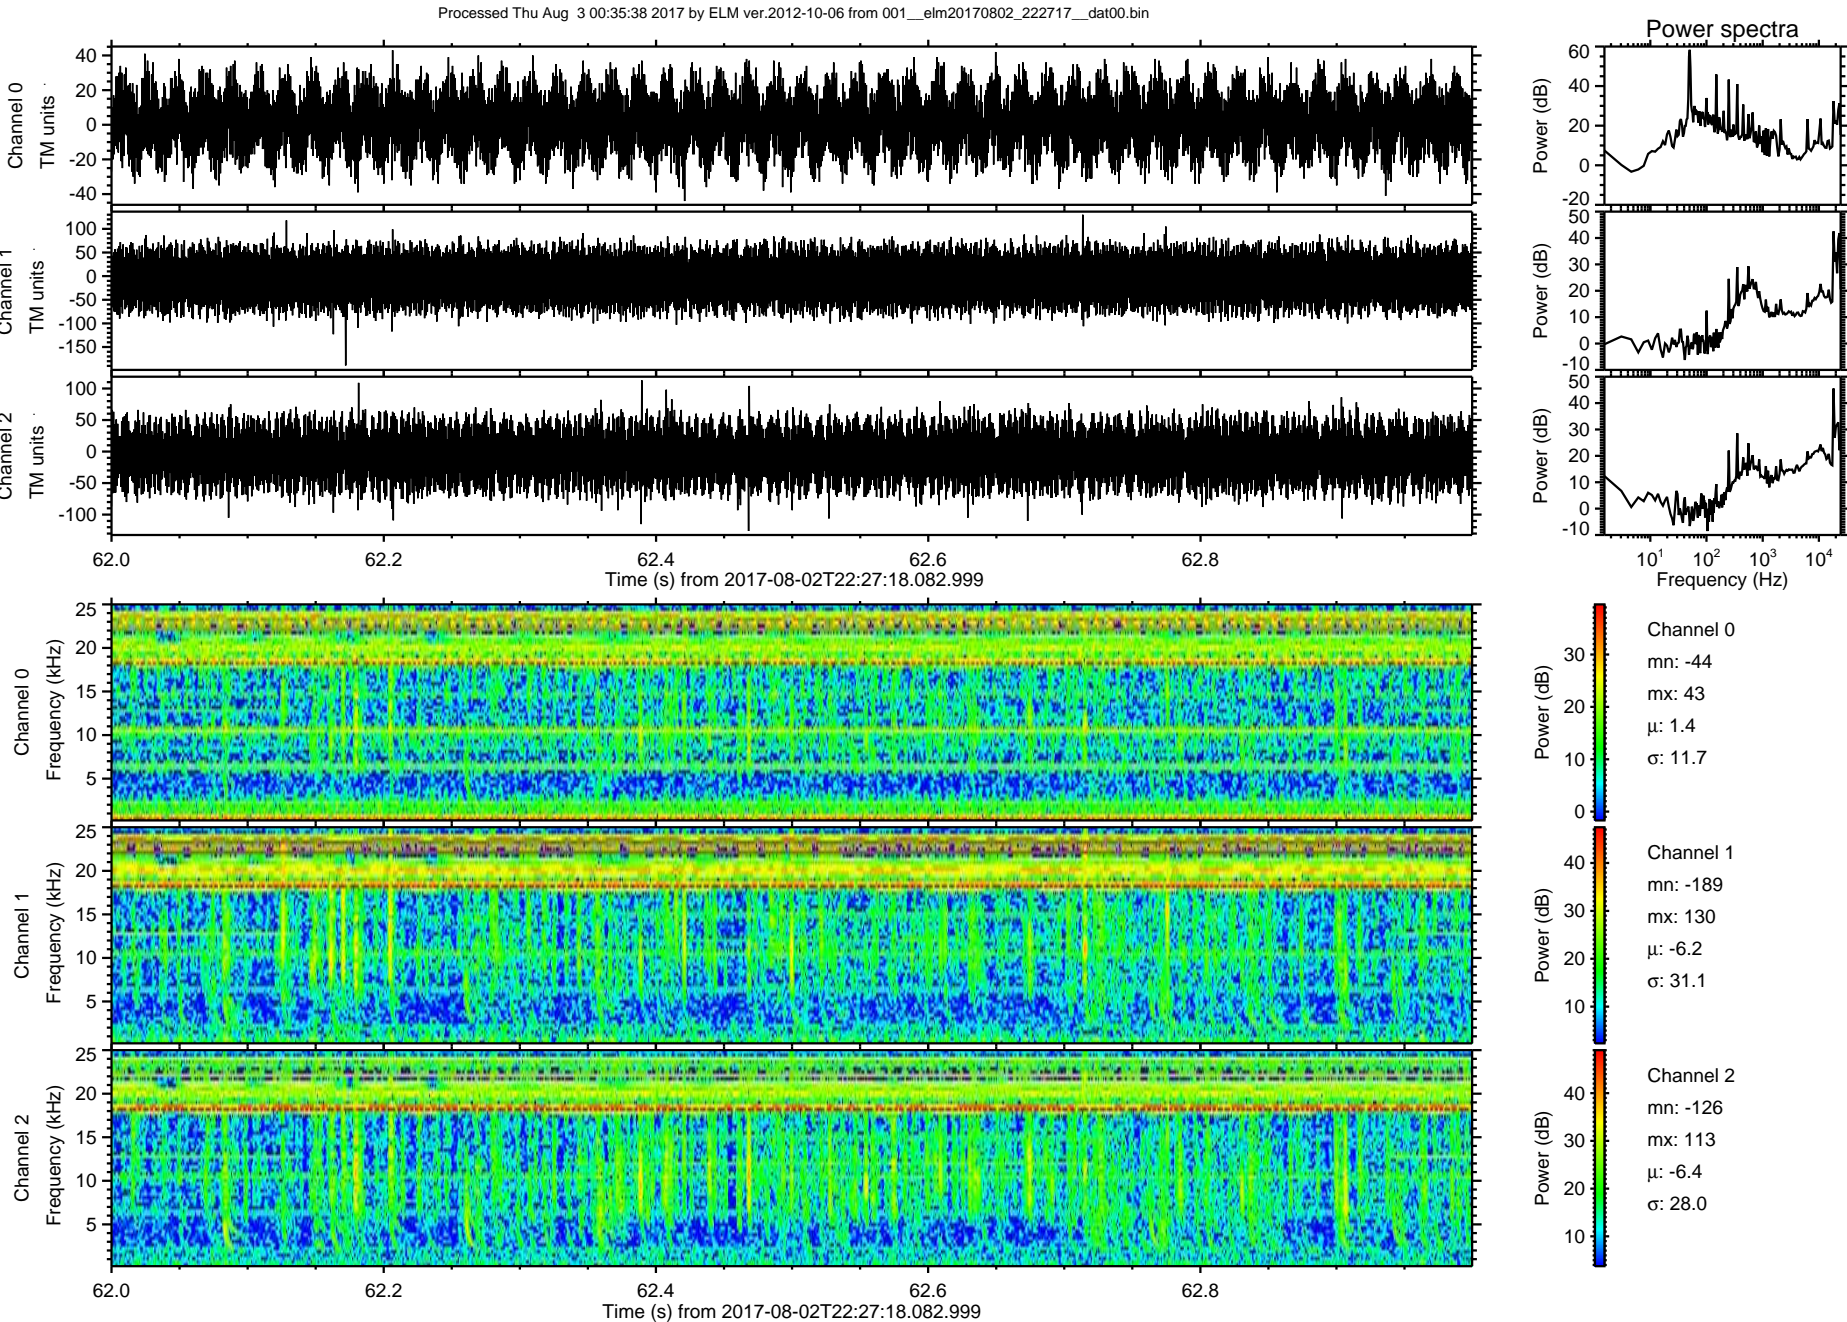 Processed Thu Aug  3 00:35:38 2017 by ELM ver.2012-10-06 from 001__elm20170802_222717__dat00.bin
Power spectra
Channel 0
TM units
40
20
0
-20
-40
Power (dB)
60
40
20
0
-20
Channel 1
TM units
100
50
0
-50
-100
-150
Power (dB)
50
40
30
20
10
0
-10
Channel 2
TM units
100
50
0
-50
-100
Power (dB)
50
40
30
20
10
0
-10
62.0 62.2 62.4 62.6 62.8
Time (s) from 2017-08-02T22:27:18.082.999
10^1 10^2 10^3 10^4
Frequency (Hz)
Channel 0
Frequency (kHz)
25
20
15
10
5
Power (dB)
30
20
10
0
Channel 0
mn: -44
mx: 43
μ: 1.4
σ: 11.7
Channel 1
Frequency (kHz)
25
20
15
10
5
Power (dB)
40
30
20
10
Channel 1
mn: -189
mx: 130
μ: -6.2
σ: 31.1
Channel 2
Frequency (kHz)
25
20
15
10
5
Power (dB)
40
30
20
10
Channel 2
mn: -126
mx: 113
μ: -6.4
σ: 28.0
62.0 62.2 62.4 62.6 62.8
Time (s) from 2017-08-02T22:27:18.082.999